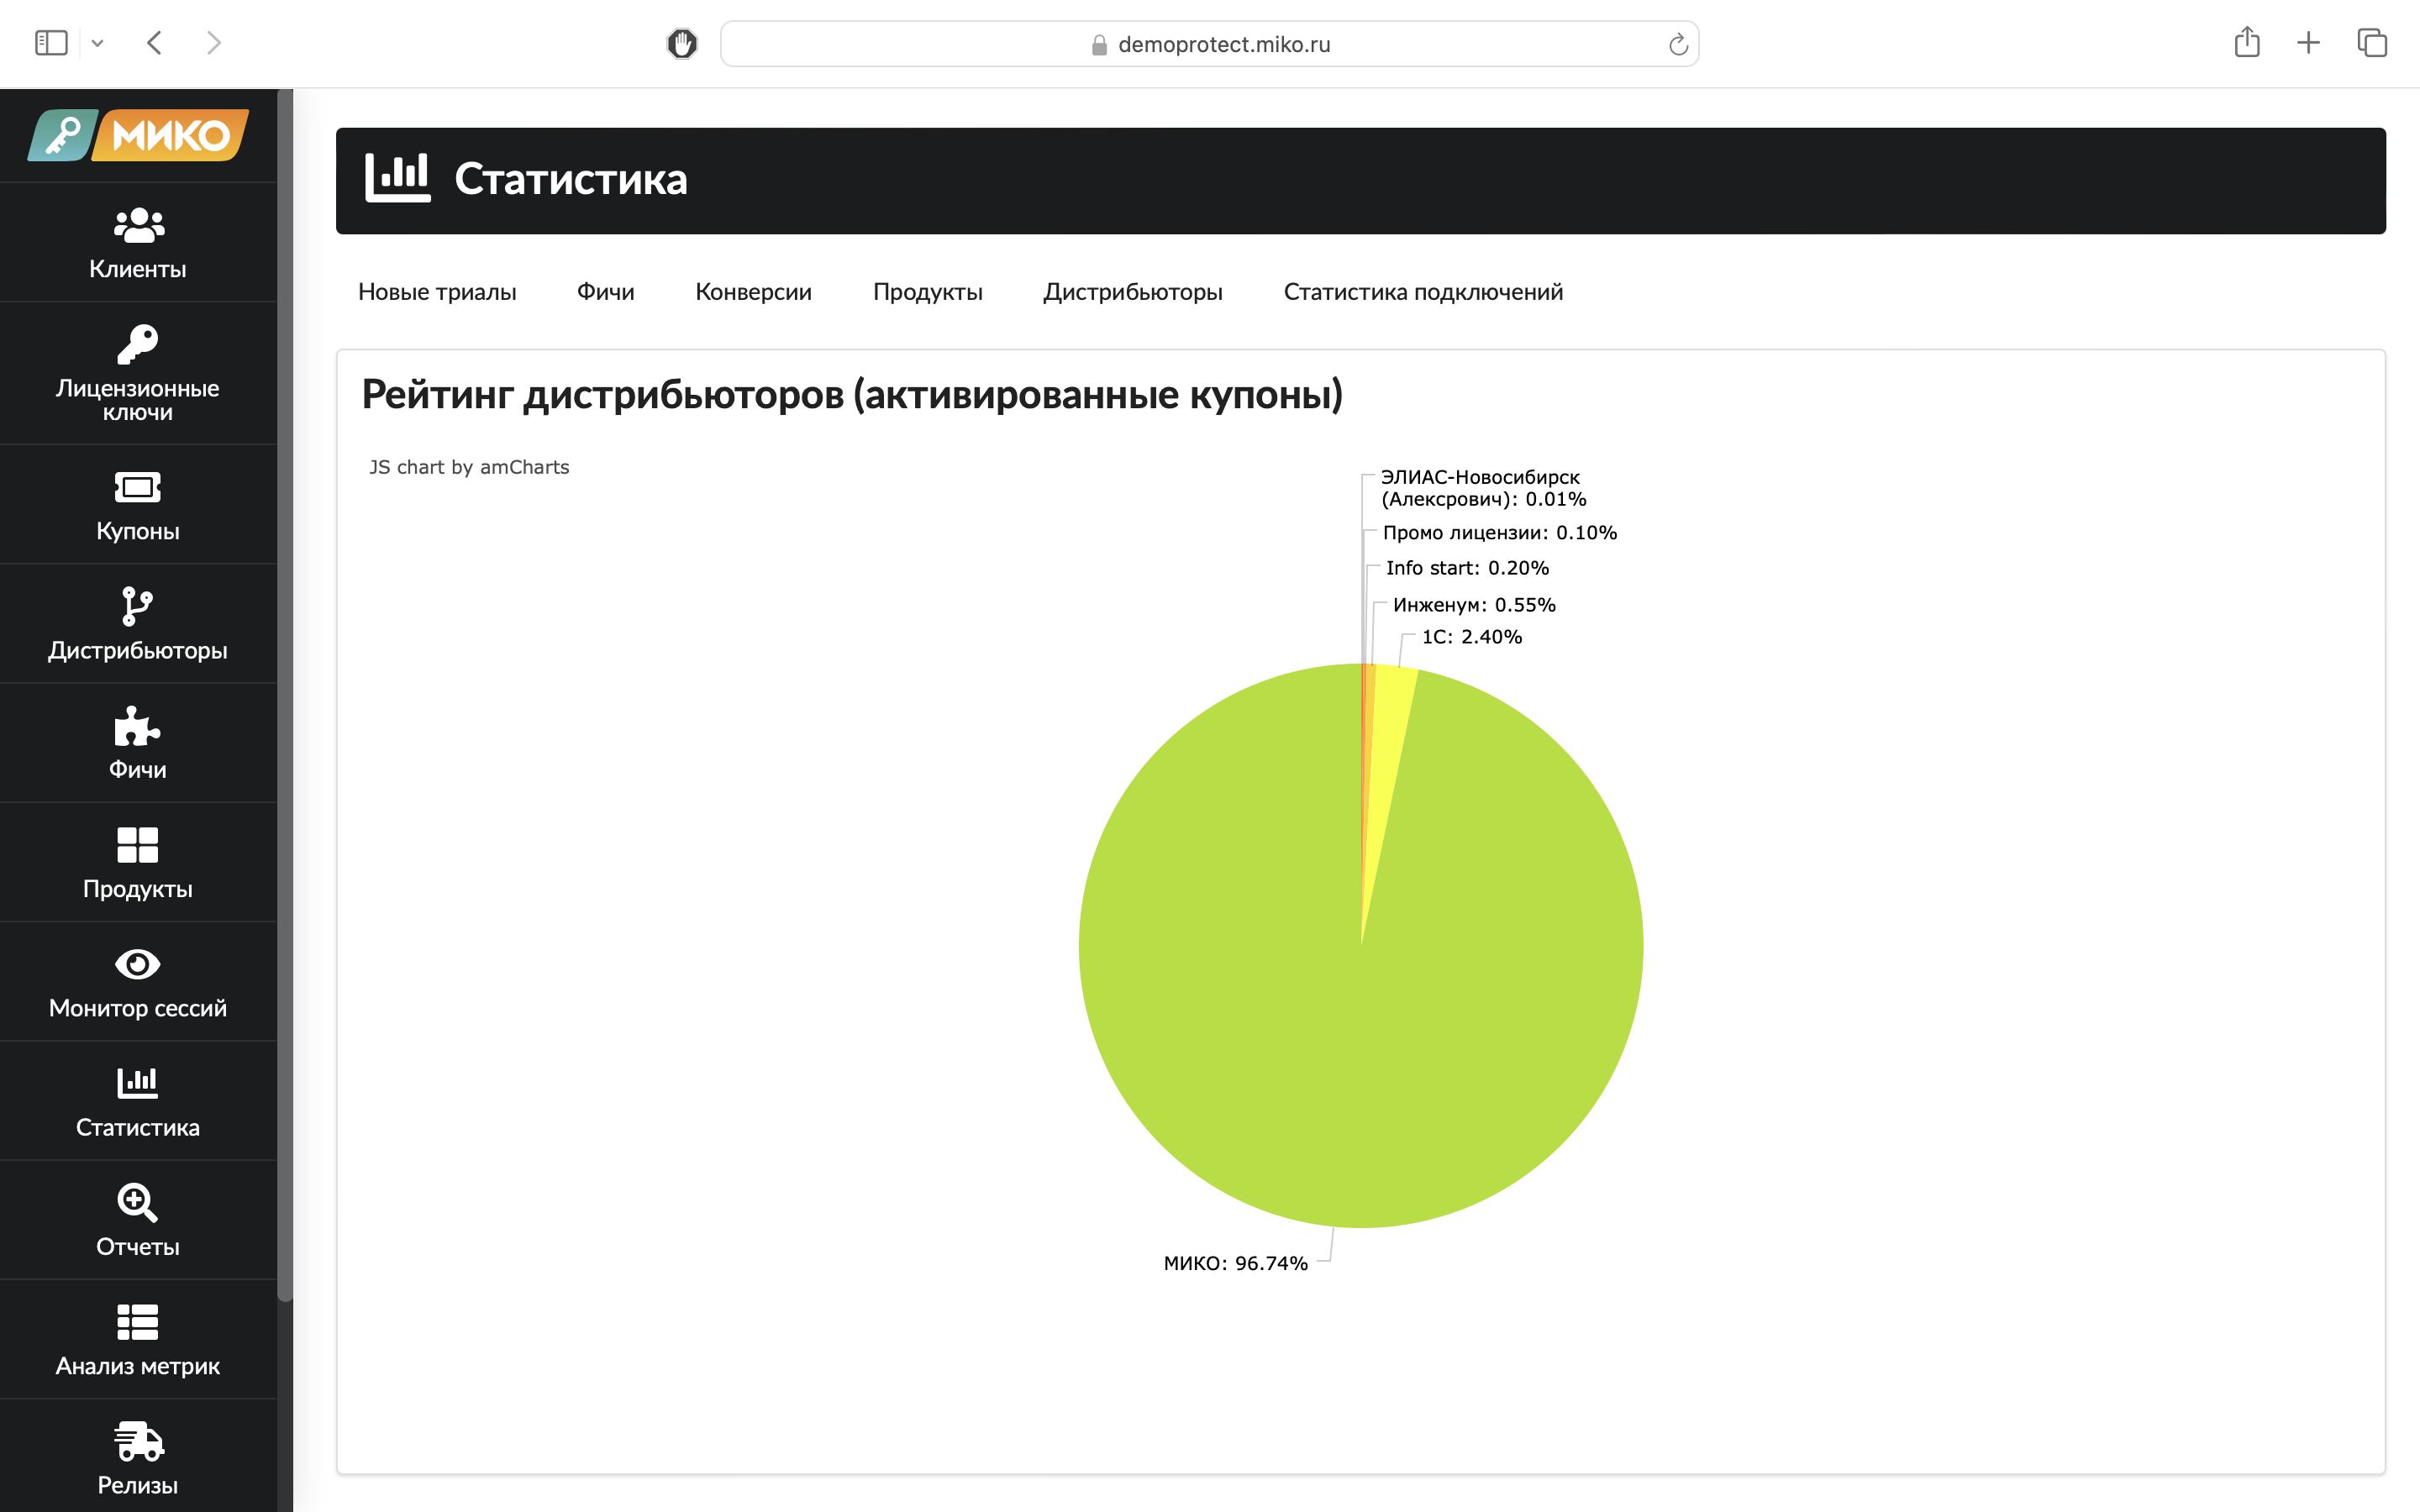 demoprotect.miko.ru
МИКО
Клиенты
Лицензионные
ключи
Купоны
Дистрибьюторы
Фичи
Продукты
Монитор сессий
Статистика
Отчеты
Анализ метрик
Релизы
Статистика
Новые триалы Фичи Конверсии Продукты Дистрибьюторы Статистика подключений
Рейтинг дистрибьюторов (активированные купоны)
JS chart by amCharts
ЭЛИАС-Новосибирск
(Алексрович): 0.01%
Промо лицензии: 0.10%
Info start: 0.20%
Инженум: 0.55%
1С: 2.40%
МИКО: 96.74%